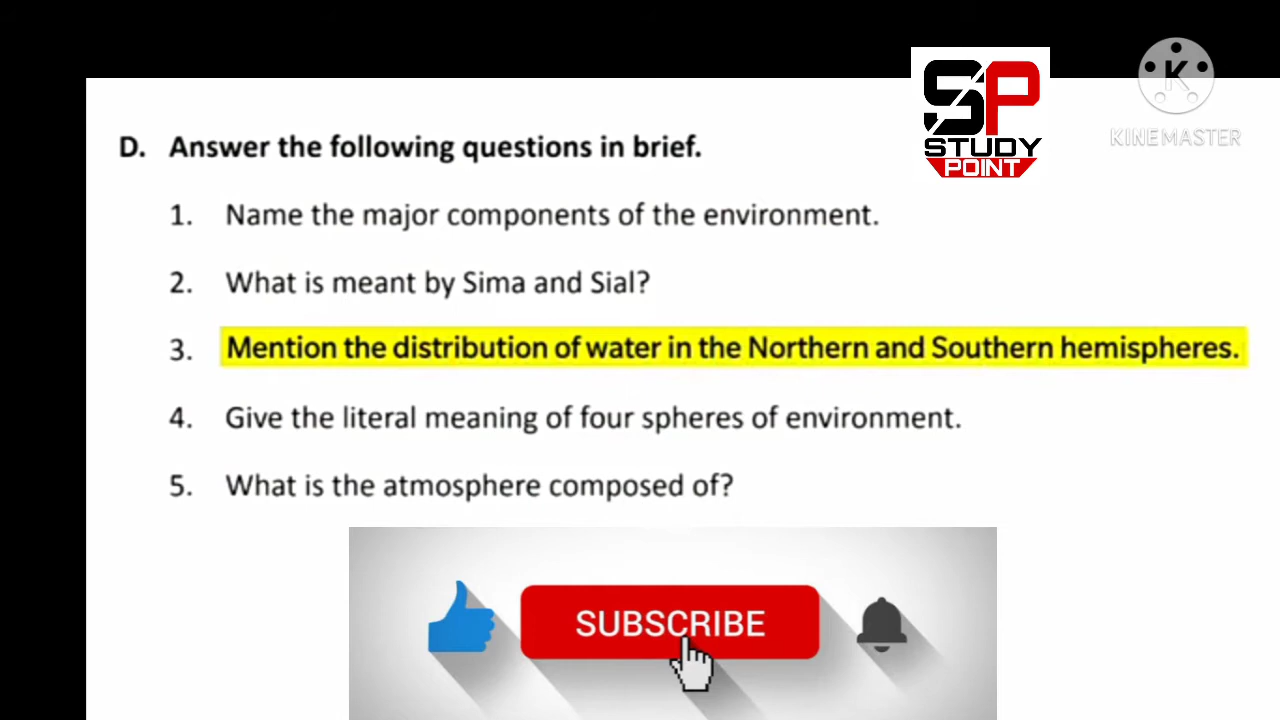 SP
STUDY
POINT
K
KINEMASTER
D. Answer the following questions in brief.
1. Name the major components of the environment.
2. What is meant by Sima and Sial?
3. Mention the distribution of water in the Northern and Southern hemispheres.
4. Give the literal meaning of four spheres of environment.
5. What is the atmosphere composed of?
SUBSCRIBE